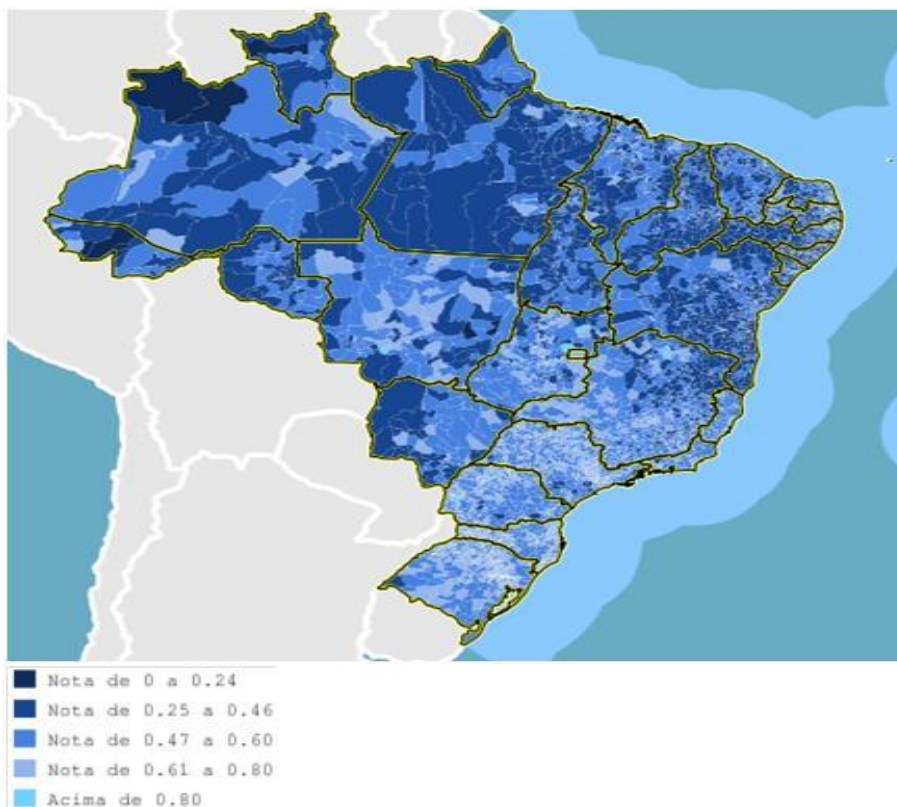 Nota de 0 a 0.24
Nota de 0.25 a 0.46
Nota de 0.47 a 0.60
Nota de 0.61 a 0.80
Acima de 0.80